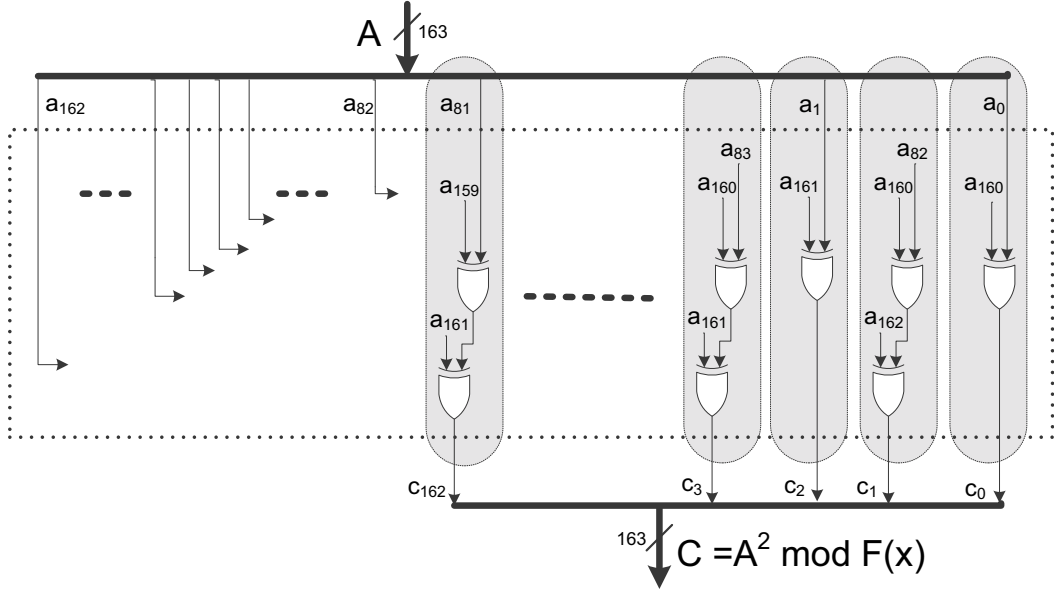 A 163
a₁₆₂ a₈₂ a₈₁ a₁ a₀
a₈₃ a₈₂
a₁₅₉ a₁₆₀ a₁₆₁ a₁₆₀ a₁₆₀
a₁₆₁ a₁₆₁ a₁₆₂
c₁₆₂ c₃ c₂ c₁ c₀
163 C =A² mod F(x)